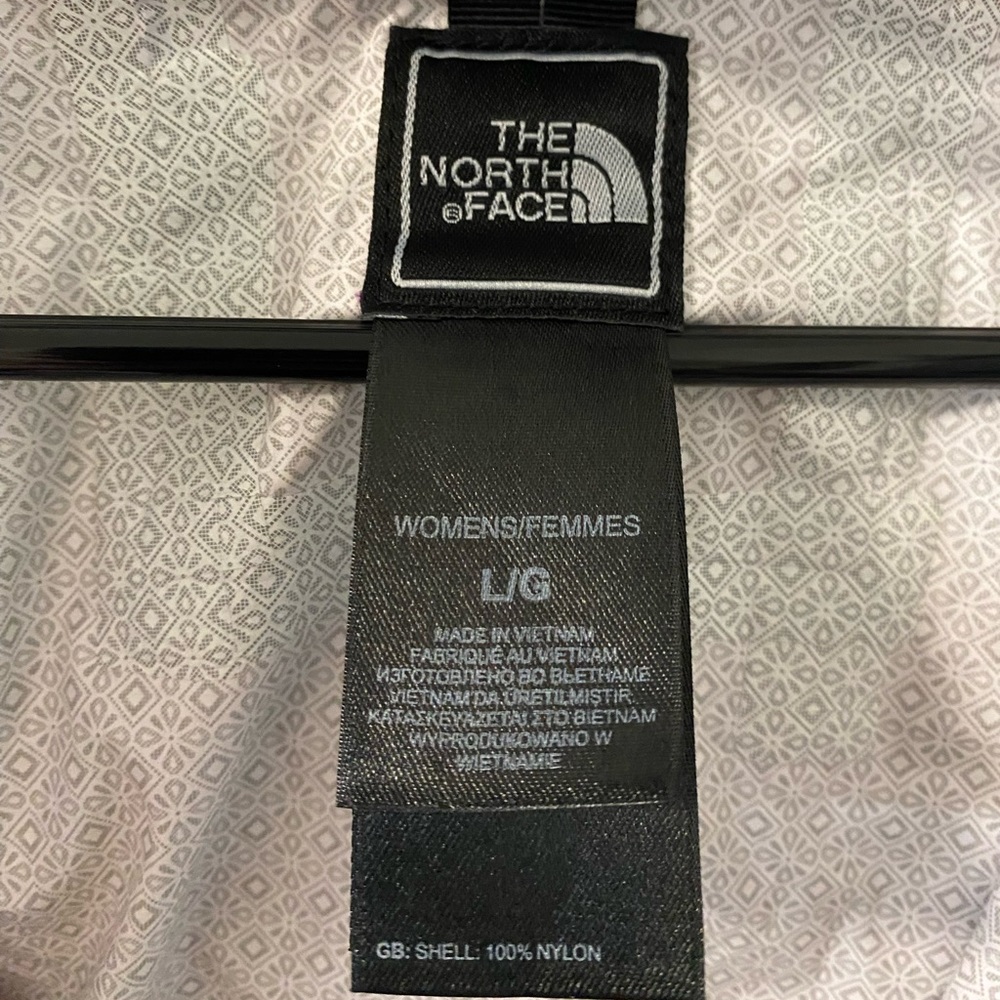 THE
NORTH
®FACE
WOMENS/FEMMES
L/G
MADE IN VIETNAM
FABRIQUÉ AU VIETNAM
ИЗГОТОВЛЕНО ВО ВЬЕТНАМЕ
VIETNAM DA ÜRETILMISTIR
ΚΑΤΑΣΚΕΥΑΖΕΤΑΙ ΣΤΟ ΒΙΕΤΝΑΜ
WYPRODUKOWANO W
WIETNAMIE
GB: SHELL: 100% NYLON